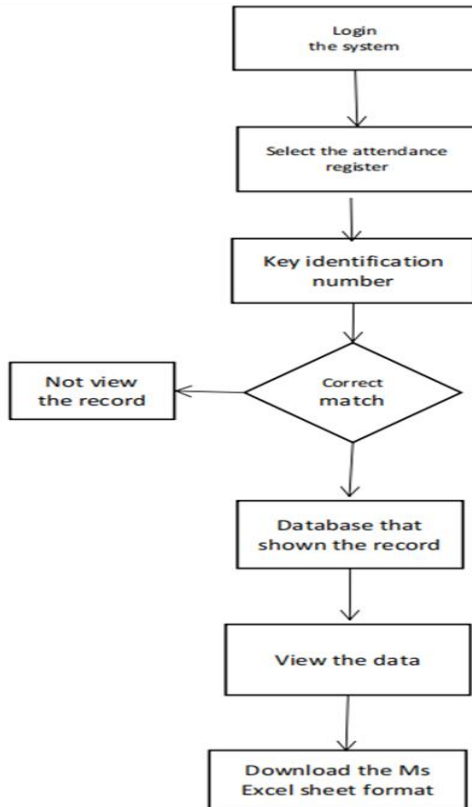 Login
the system
Select the attendance
register
Key identification
number
Correct
match
Not view
the record
Database that
shown the record
View the data
Download the Ms
Excel sheet format